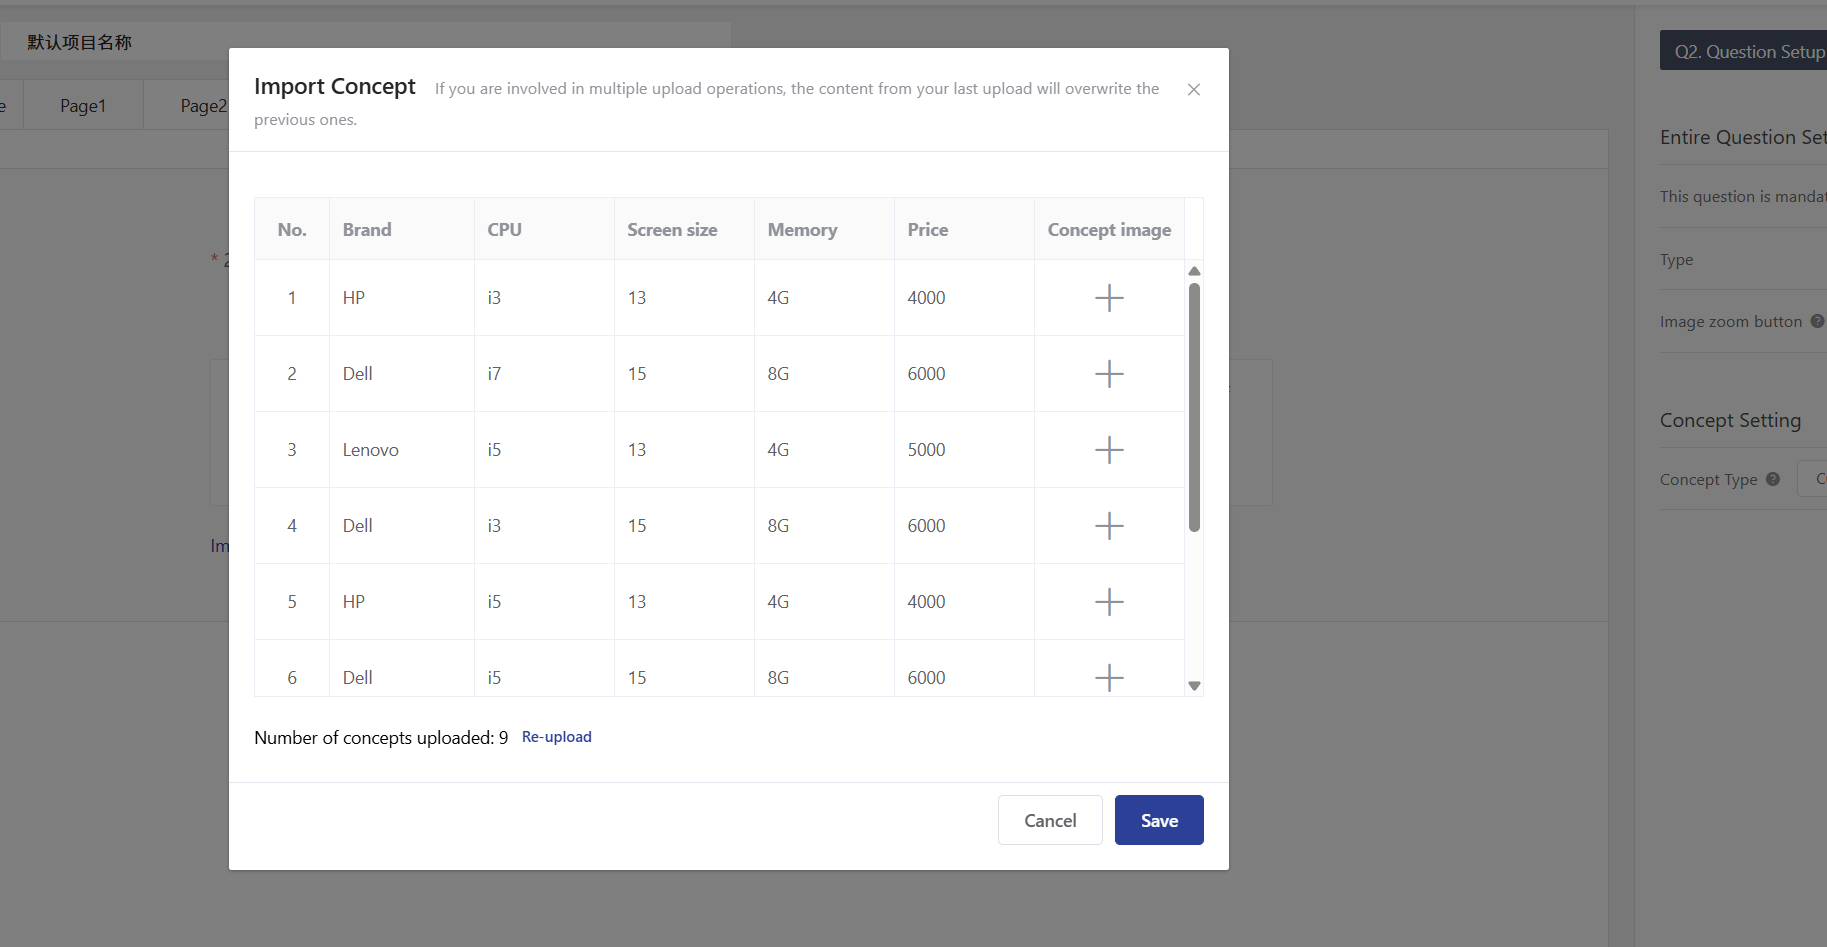 默认项目名称
Q2. Question Setup
Import Concept If you are involved in multiple upload operations, the content from your last upload will overwrite the
previous ones.
e Page1 Page2
Entire Question Set
This question is mandat
No. Brand CPU Screen size Memory Price Concept image
* 2
Type
1 HP i3 13 4G 4000
Image zoom button ?
2 Dell i7 15 8G 6000
Concept Setting
3 Lenovo i5 13 4G 5000
Concept Type ? C
4 Dell i3 15 8G 6000
Im
5 HP i5 13 4G 4000
6 Dell i5 15 8G 6000
Number of concepts uploaded: 9 Re-upload
Cancel Save